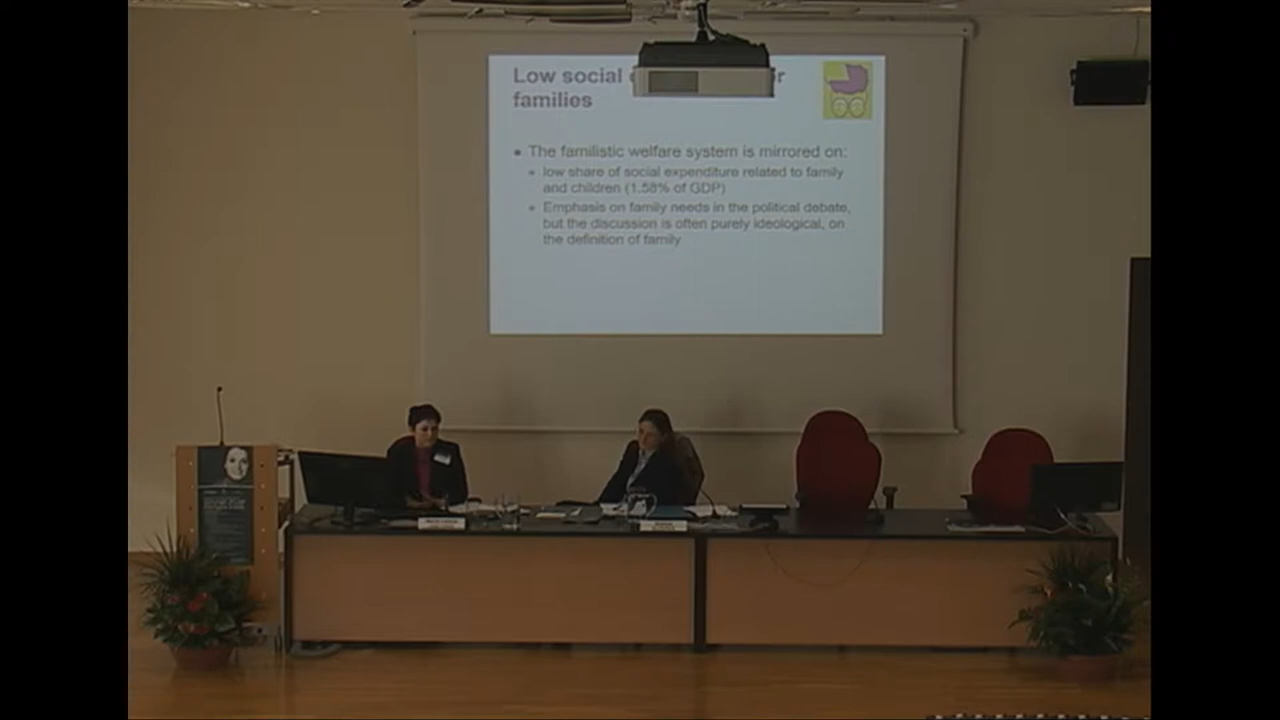 Low social r
families
• The familistic welfare system is mirrored on:
• low share of social expenditure related to family
and children (1.58% of GDP)
• Emphasis on family needs in the political debate,
but the discussion is often purely ideological, on
the definition of family